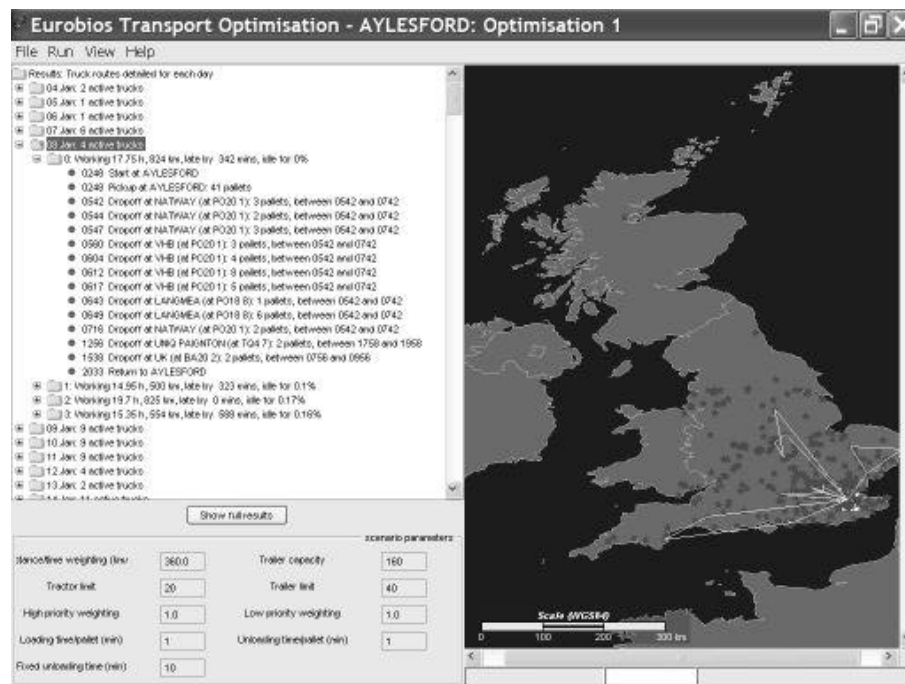 Eurobios Transport Optimisation - AYLESFORD: Optimisation 1
File Run View Help
Results: Truck routes detailed for each day
04 Jan: 2 active trucks
05 Jan: 1 active trucks
06 Jan: 1 active trucks
07 Jan: 6 active trucks
08 Jan: 4 active trucks
0: Working 17.75 h, 824 km, late by 342 mins, idle for 0%
0248 Start at AYLESFORD
0248 Pickup at AYLESFORD: 41 pallets
0542 Dropoff at NATWAY (at PO20 1): 3 pallets, between 0542 and 0742
0544 Dropoff at NATWAY (at PO20 1): 2 pallets, between 0542 and 0742
0547 Dropoff at NATWAY (at PO20 1): 3 pallets, between 0542 and 0742
Dropoff at VHB (at PO20 1): 3 pallets, between 0542 and 0742
0604 Dropoff at VHB (at PO20 1): 4 pallets, between 0542 and 0742
0612 Dropoff at VHB (at PO20 1): pallets, between 0542 and 0742
0617 Dropoff at VHB (at PO20 1): 5 pallets, between 0542 and 0742
0643 Dropoff at LANGMEA (at PO18 8): 1 pallets, between 0542 and 0742
0649 Dropoff at LANGMEA (at PO18 8): 6 pallets, between 0542 and 0742
0716 Dropoff at NATWAY (at PO20 1): 2 pallets, between 0542 and 0742
1256 Dropoff at UNIQ PAIGNTON (at TQ4 7): 2 pallets, between 1758 and 1958
1538 Dropoff at UK (at BA20 2): 2 pallets, between 0756 and 0956
2033 Return to AYLESFORD
1: Working 14.95 h, 500 km, late by 323 mins, idle for 0.1%
2: Working 19.7 h, 825 km, late by 0 mins, idle for 0.17%
3: Working 15.35 h, 554 km, late by 588 mins, idle for 0.16%
09 Jan: 9 active trucks
10 Jan: 9 active trucks
11 Jan: 9 active trucks
12 Jan: 4 active trucks
13 Jan: 2 active trucks
14 Jan: 11 active trucks
Show full results
scenario parameters
stance/time weighting (km/ 360.0 Trailer capacity 160
Tractor limit 20 Trailer limit 40
High priority weighting 1.0 Low priority weighting 1.0
Loading time/pallet (min) 1 Unloading time/pallet (min) 1
Fixed unloading time (min) 10
Scale (WGS84)
0 100 200 300 km